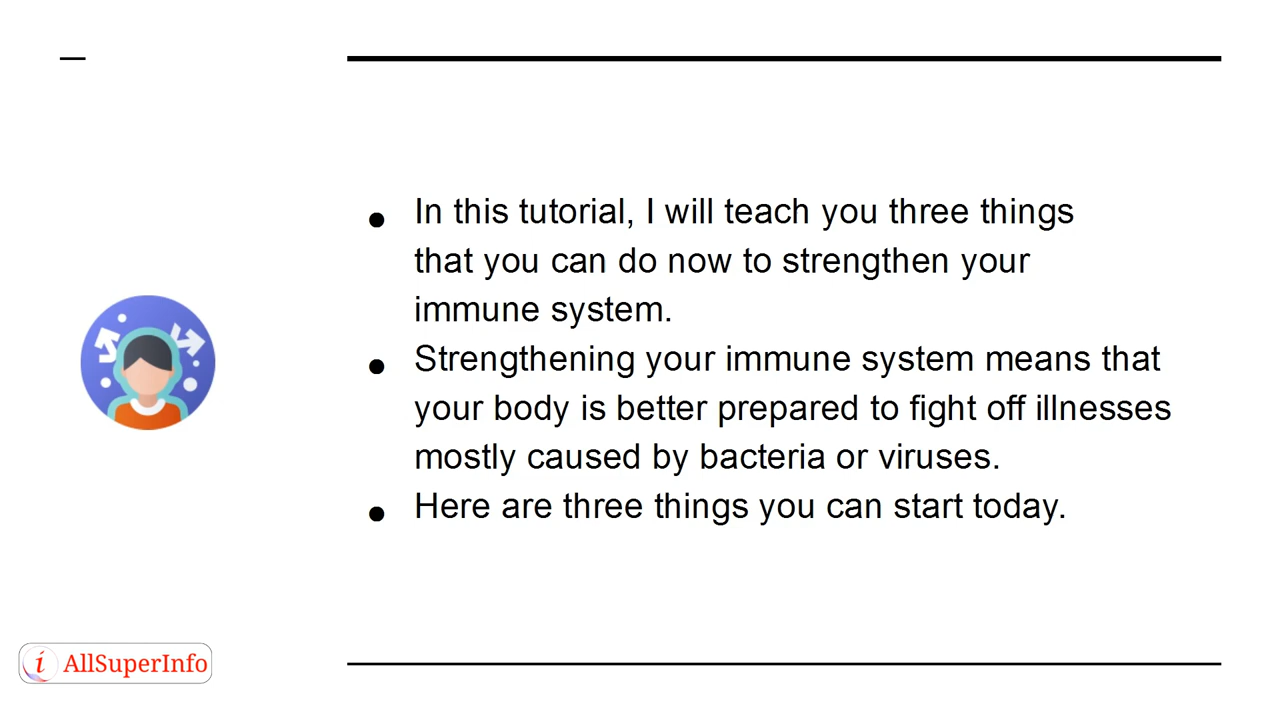 ● In this tutorial, I will teach you three things
that you can do now to strengthen your
immune system.
● Strengthening your immune system means that
your body is better prepared to fight off illnesses
mostly caused by bacteria or viruses.
● Here are three things you can start today.
i AllSuperInfo